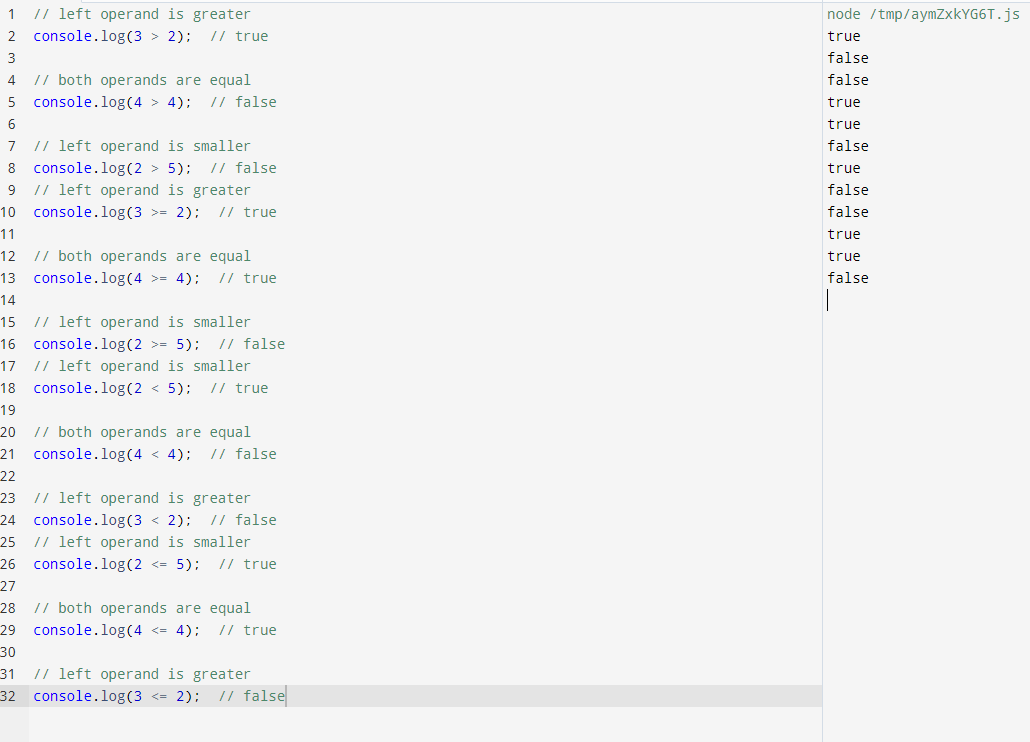 1 // left operand is greater
2 console.log(3 > 2);  // true
3
4 // both operands are equal
5 console.log(4 > 4);  // false
6
7 // left operand is smaller
8 console.log(2 > 5);  // false
9 // left operand is greater
10 console.log(3 >= 2);  // true
11
12 // both operands are equal
13 console.log(4 >= 4);  // true
14
15 // left operand is smaller
16 console.log(2 >= 5);  // false
17 // left operand is smaller
18 console.log(2 < 5);  // true
19
20 // both operands are equal
21 console.log(4 < 4);  // false
22
23 // left operand is greater
24 console.log(3 < 2);  // false
25 // left operand is smaller
26 console.log(2 <= 5);  // true
27
28 // both operands are equal
29 console.log(4 <= 4);  // true
30
31 // left operand is greater
32 console.log(3 <= 2);  // false
node /tmp/aymZxkYG6T.js
true
false
false
true
true
false
true
false
false
true
true
false